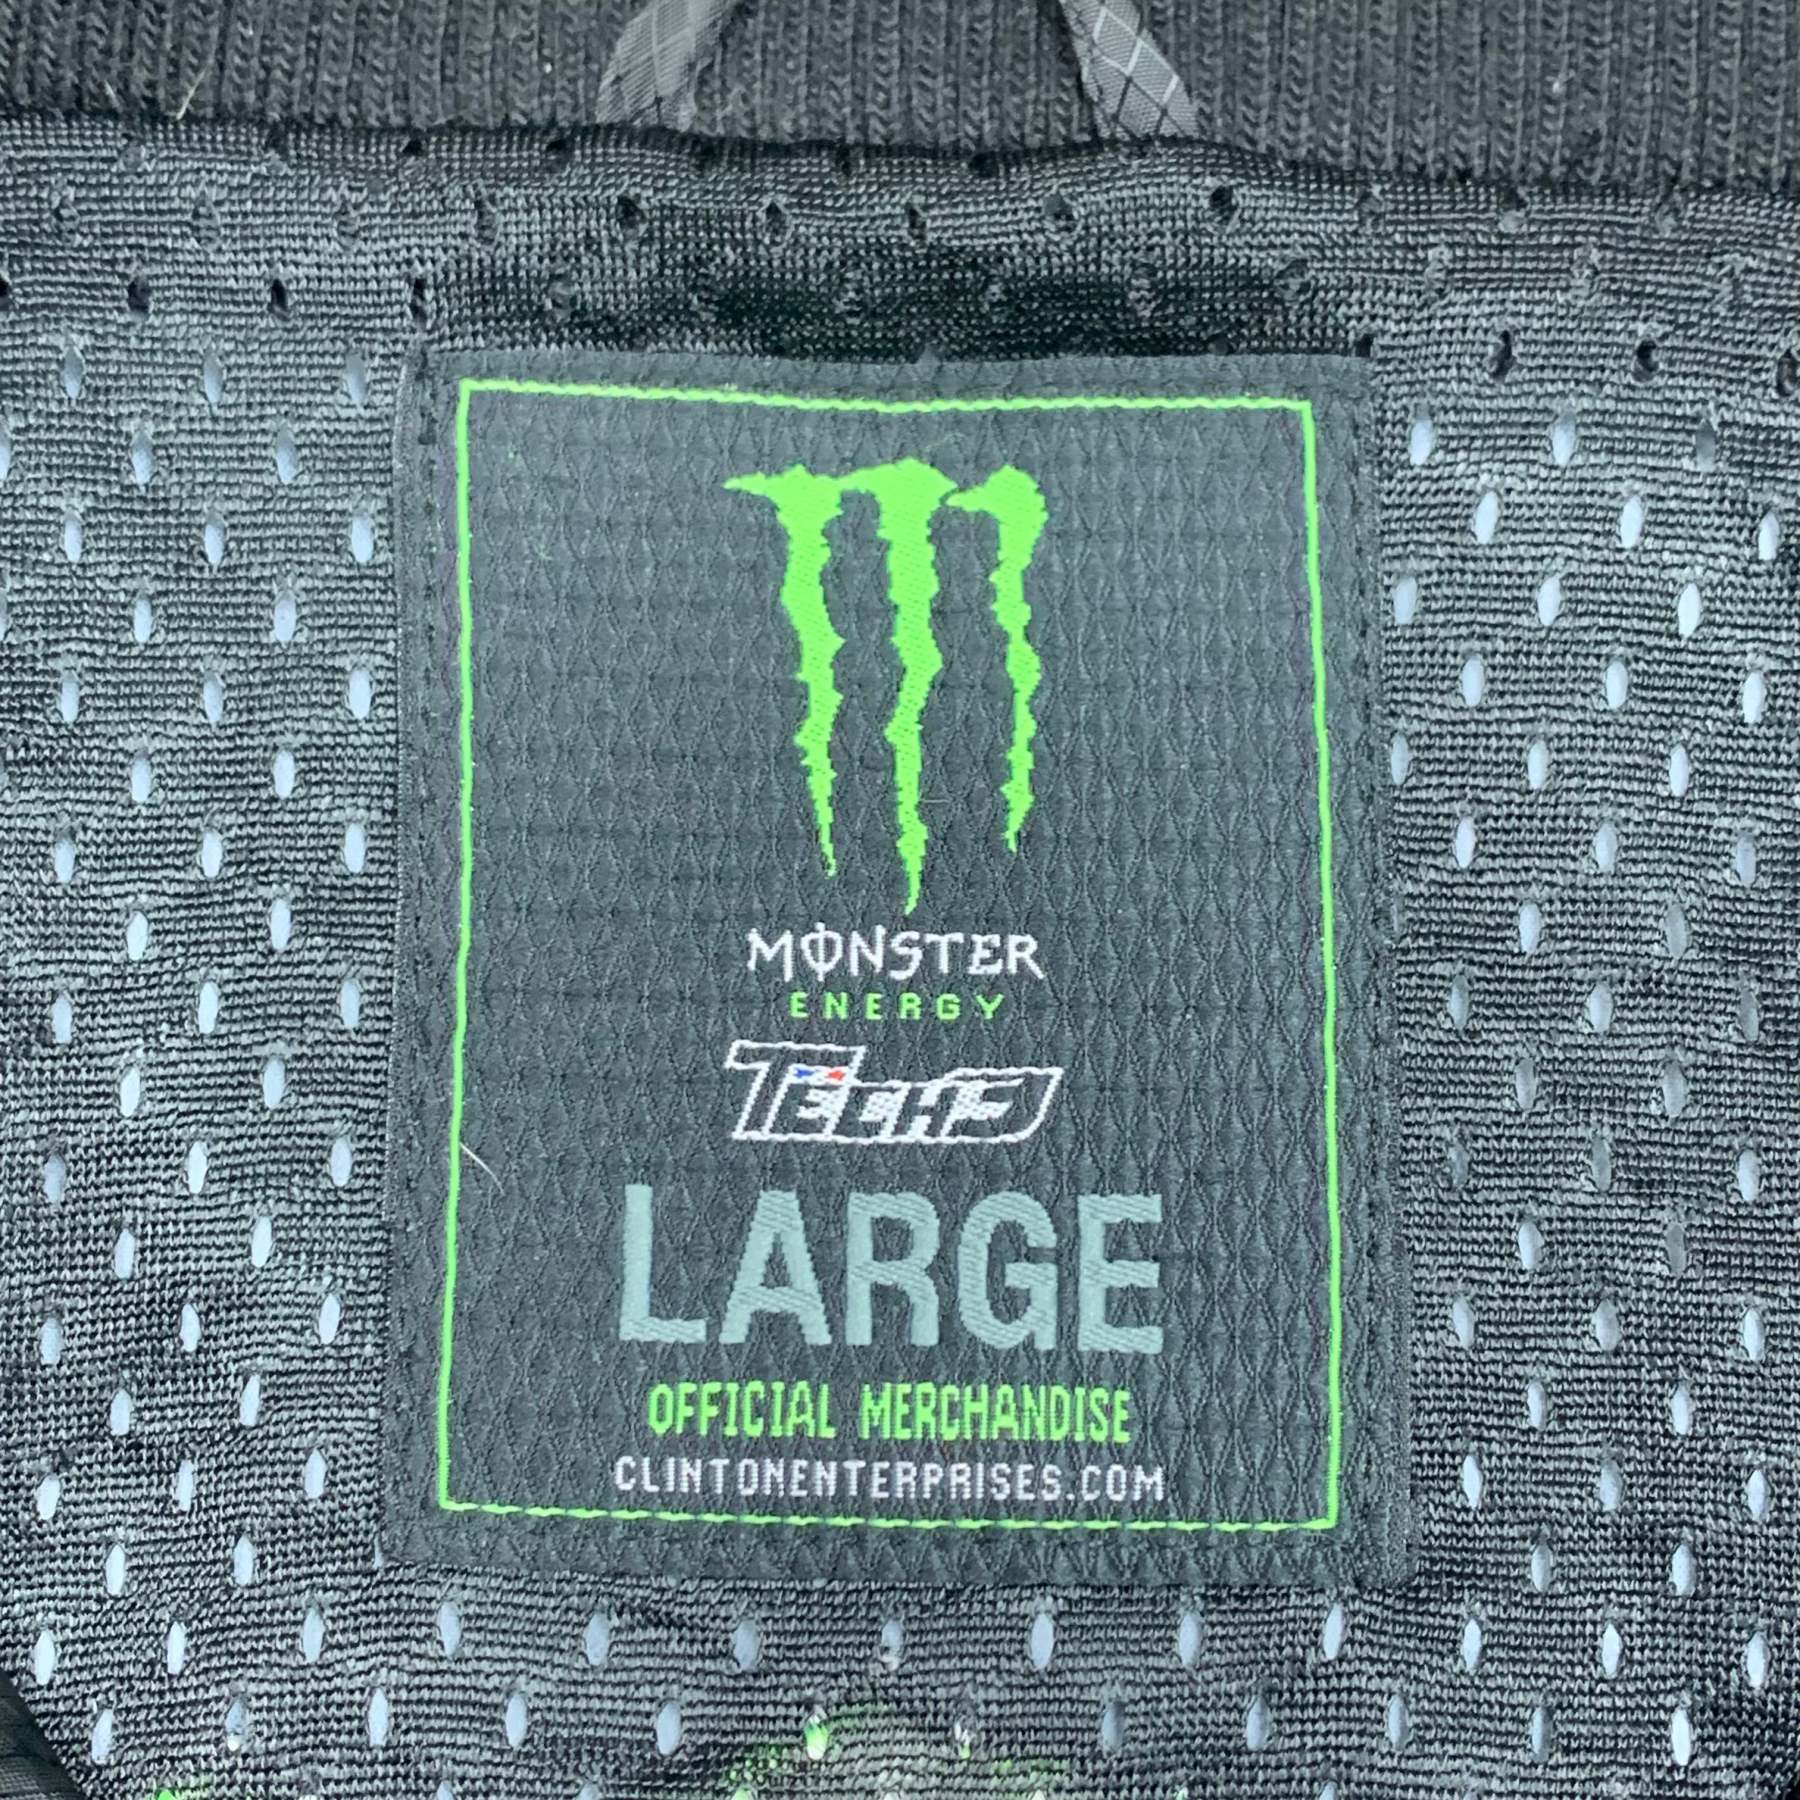 MONSTER
ENERGY
TECH3
LARGE
OFFICIAL MERCHANDISE
CLINTONENTERPRISES.COM